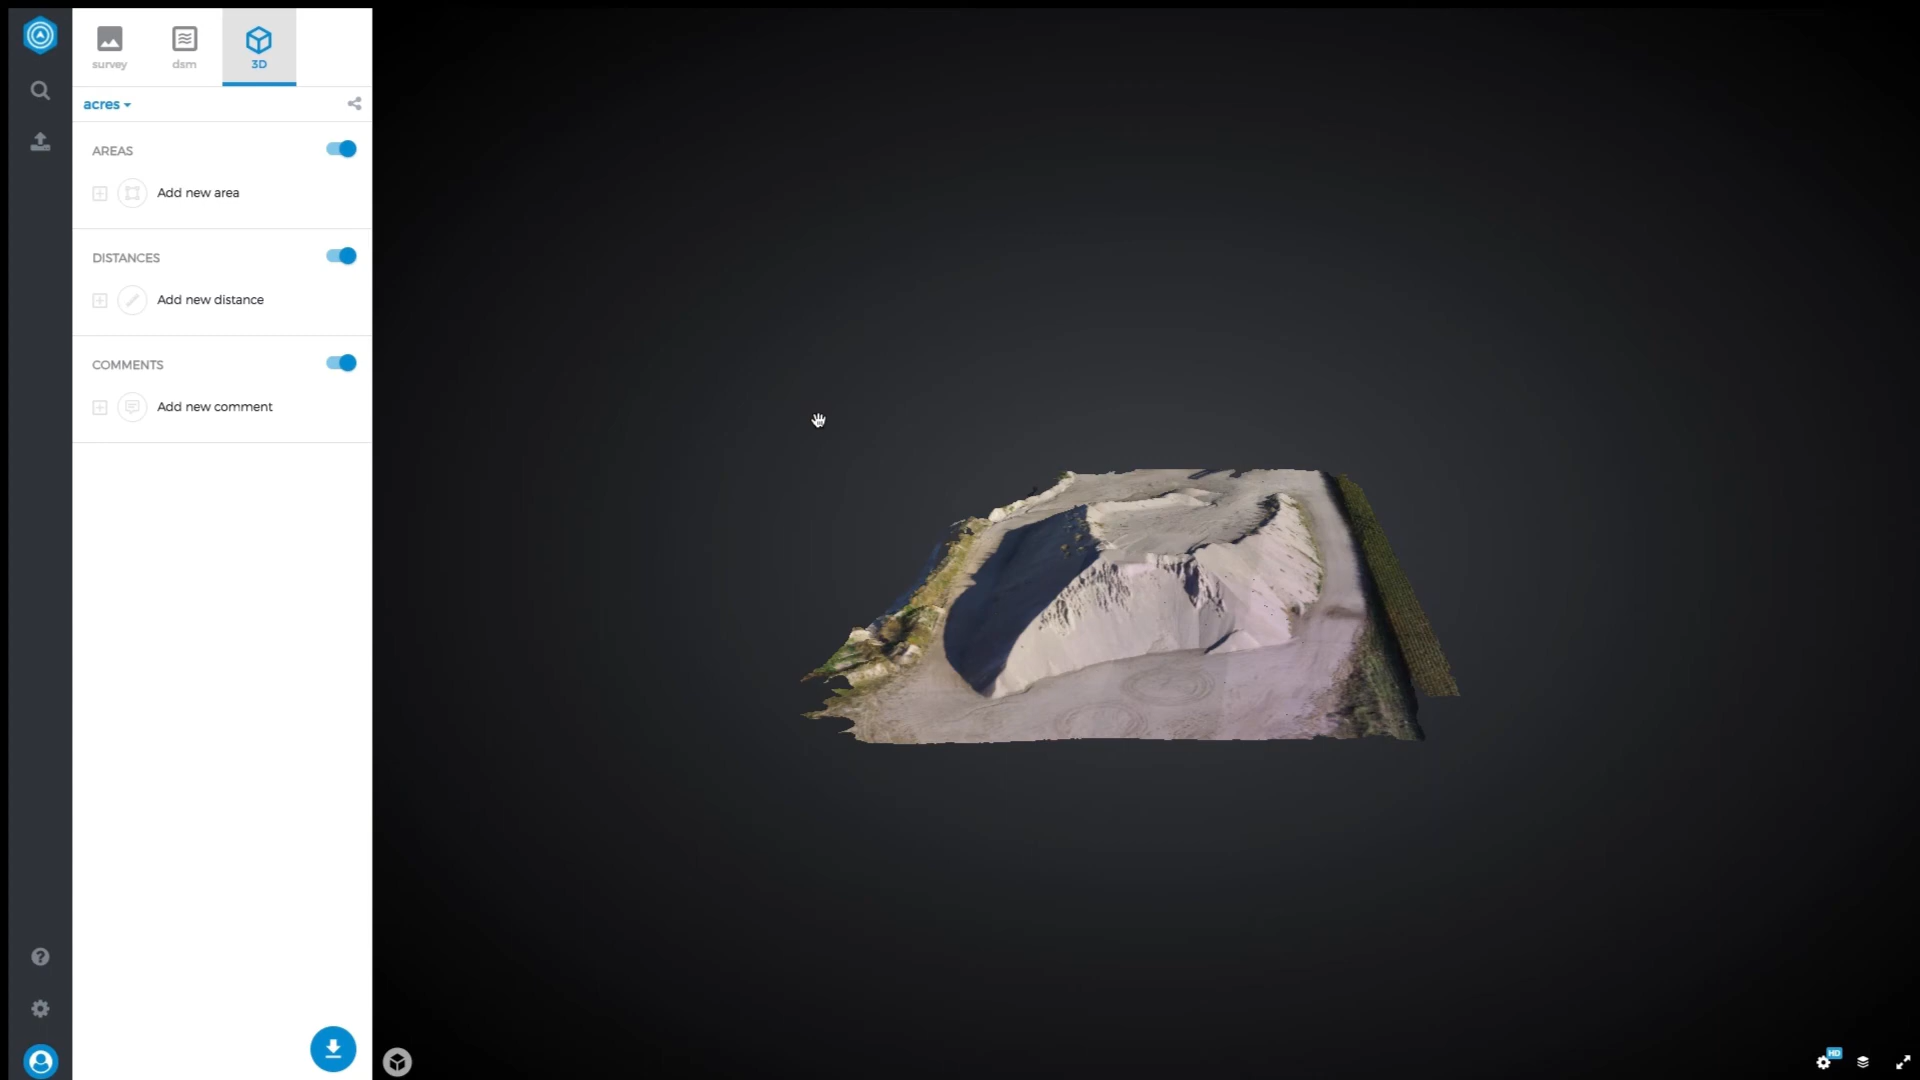 survey
dsm
3D
acres
AREAS
Add new area
DISTANCES
Add new distance
COMMENTS
Add new comment
HD